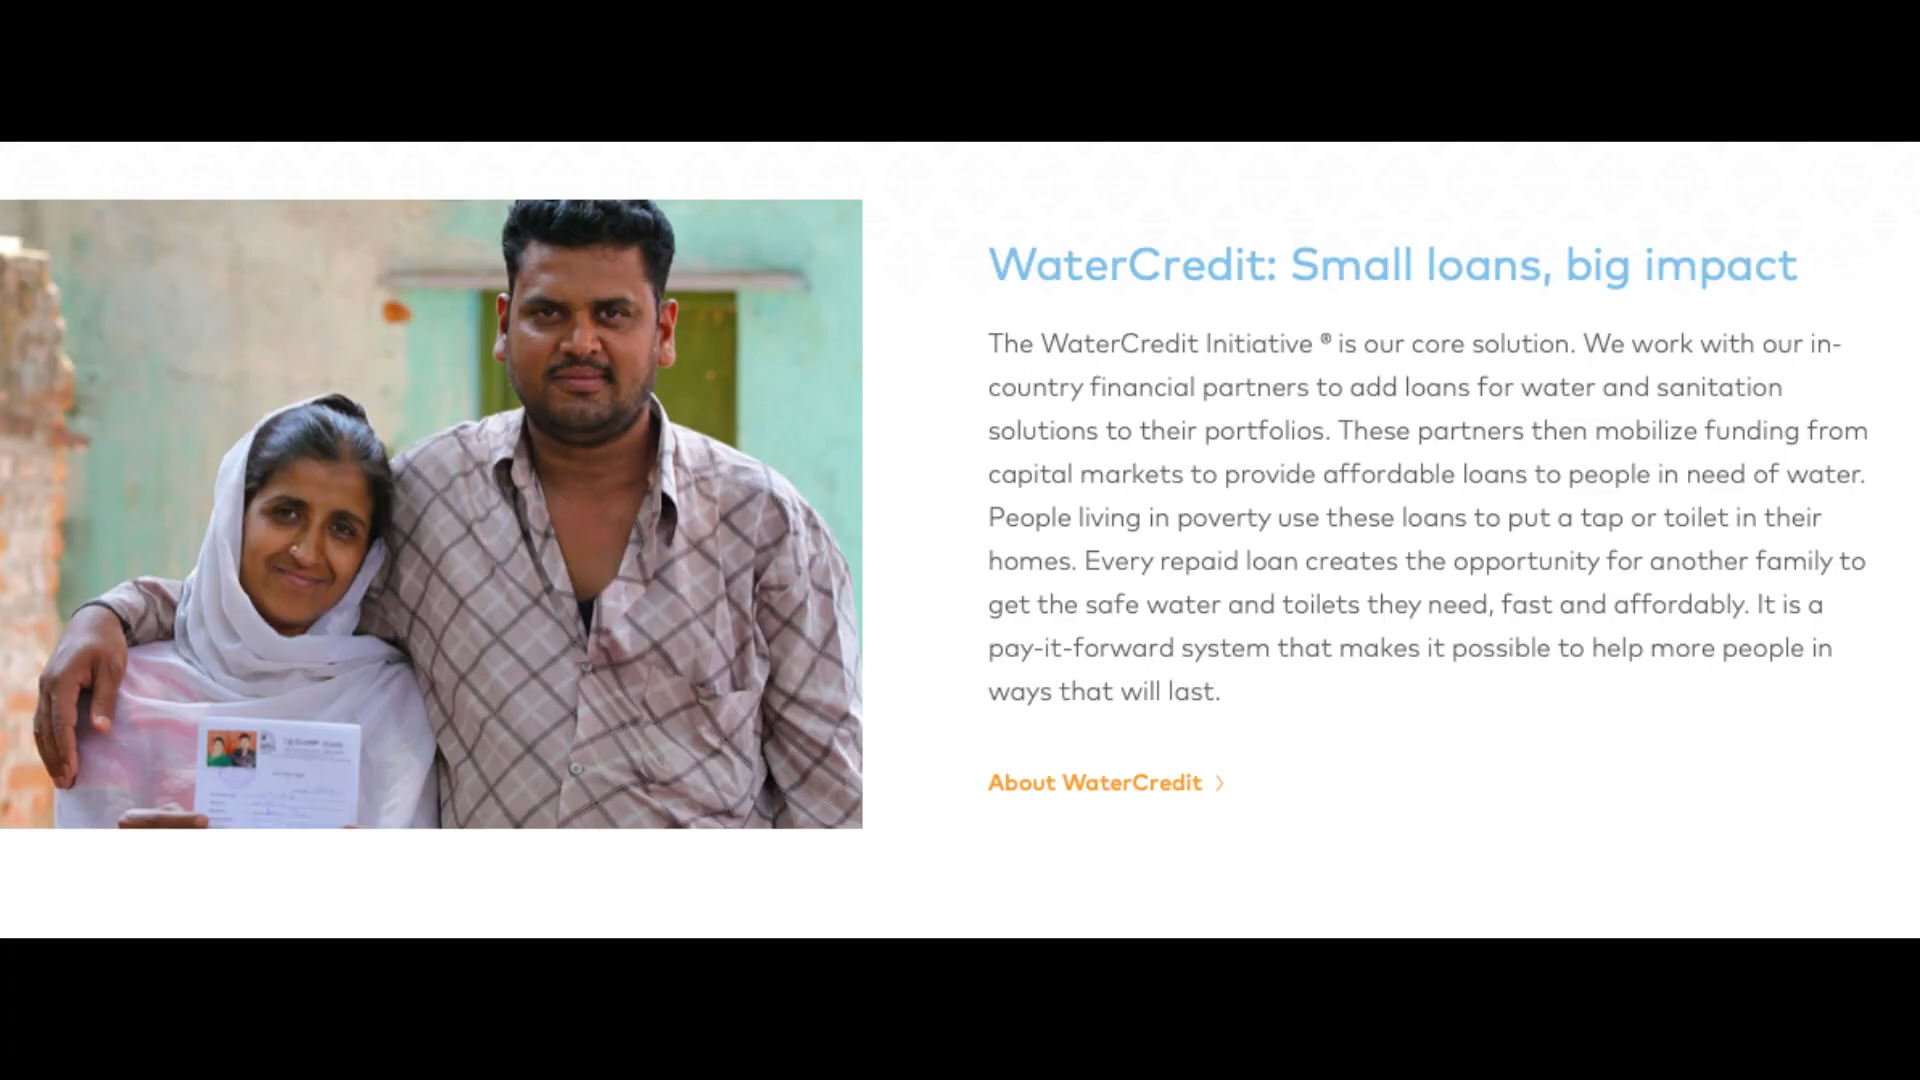 WaterCredit: Small loans, big impact
The WaterCredit Initiative ® is our core solution. We work with our in-
country financial partners to add loans for water and sanitation
solutions to their portfolios. These partners then mobilize funding from
capital markets to provide affordable loans to people in need of water.
People living in poverty use these loans to put a tap or toilet in their
homes. Every repaid loan creates the opportunity for another family to
get the safe water and toilets they need, fast and affordably. It is a
pay-it-forward system that makes it possible to help more people in
ways that will last.
About WaterCredit >